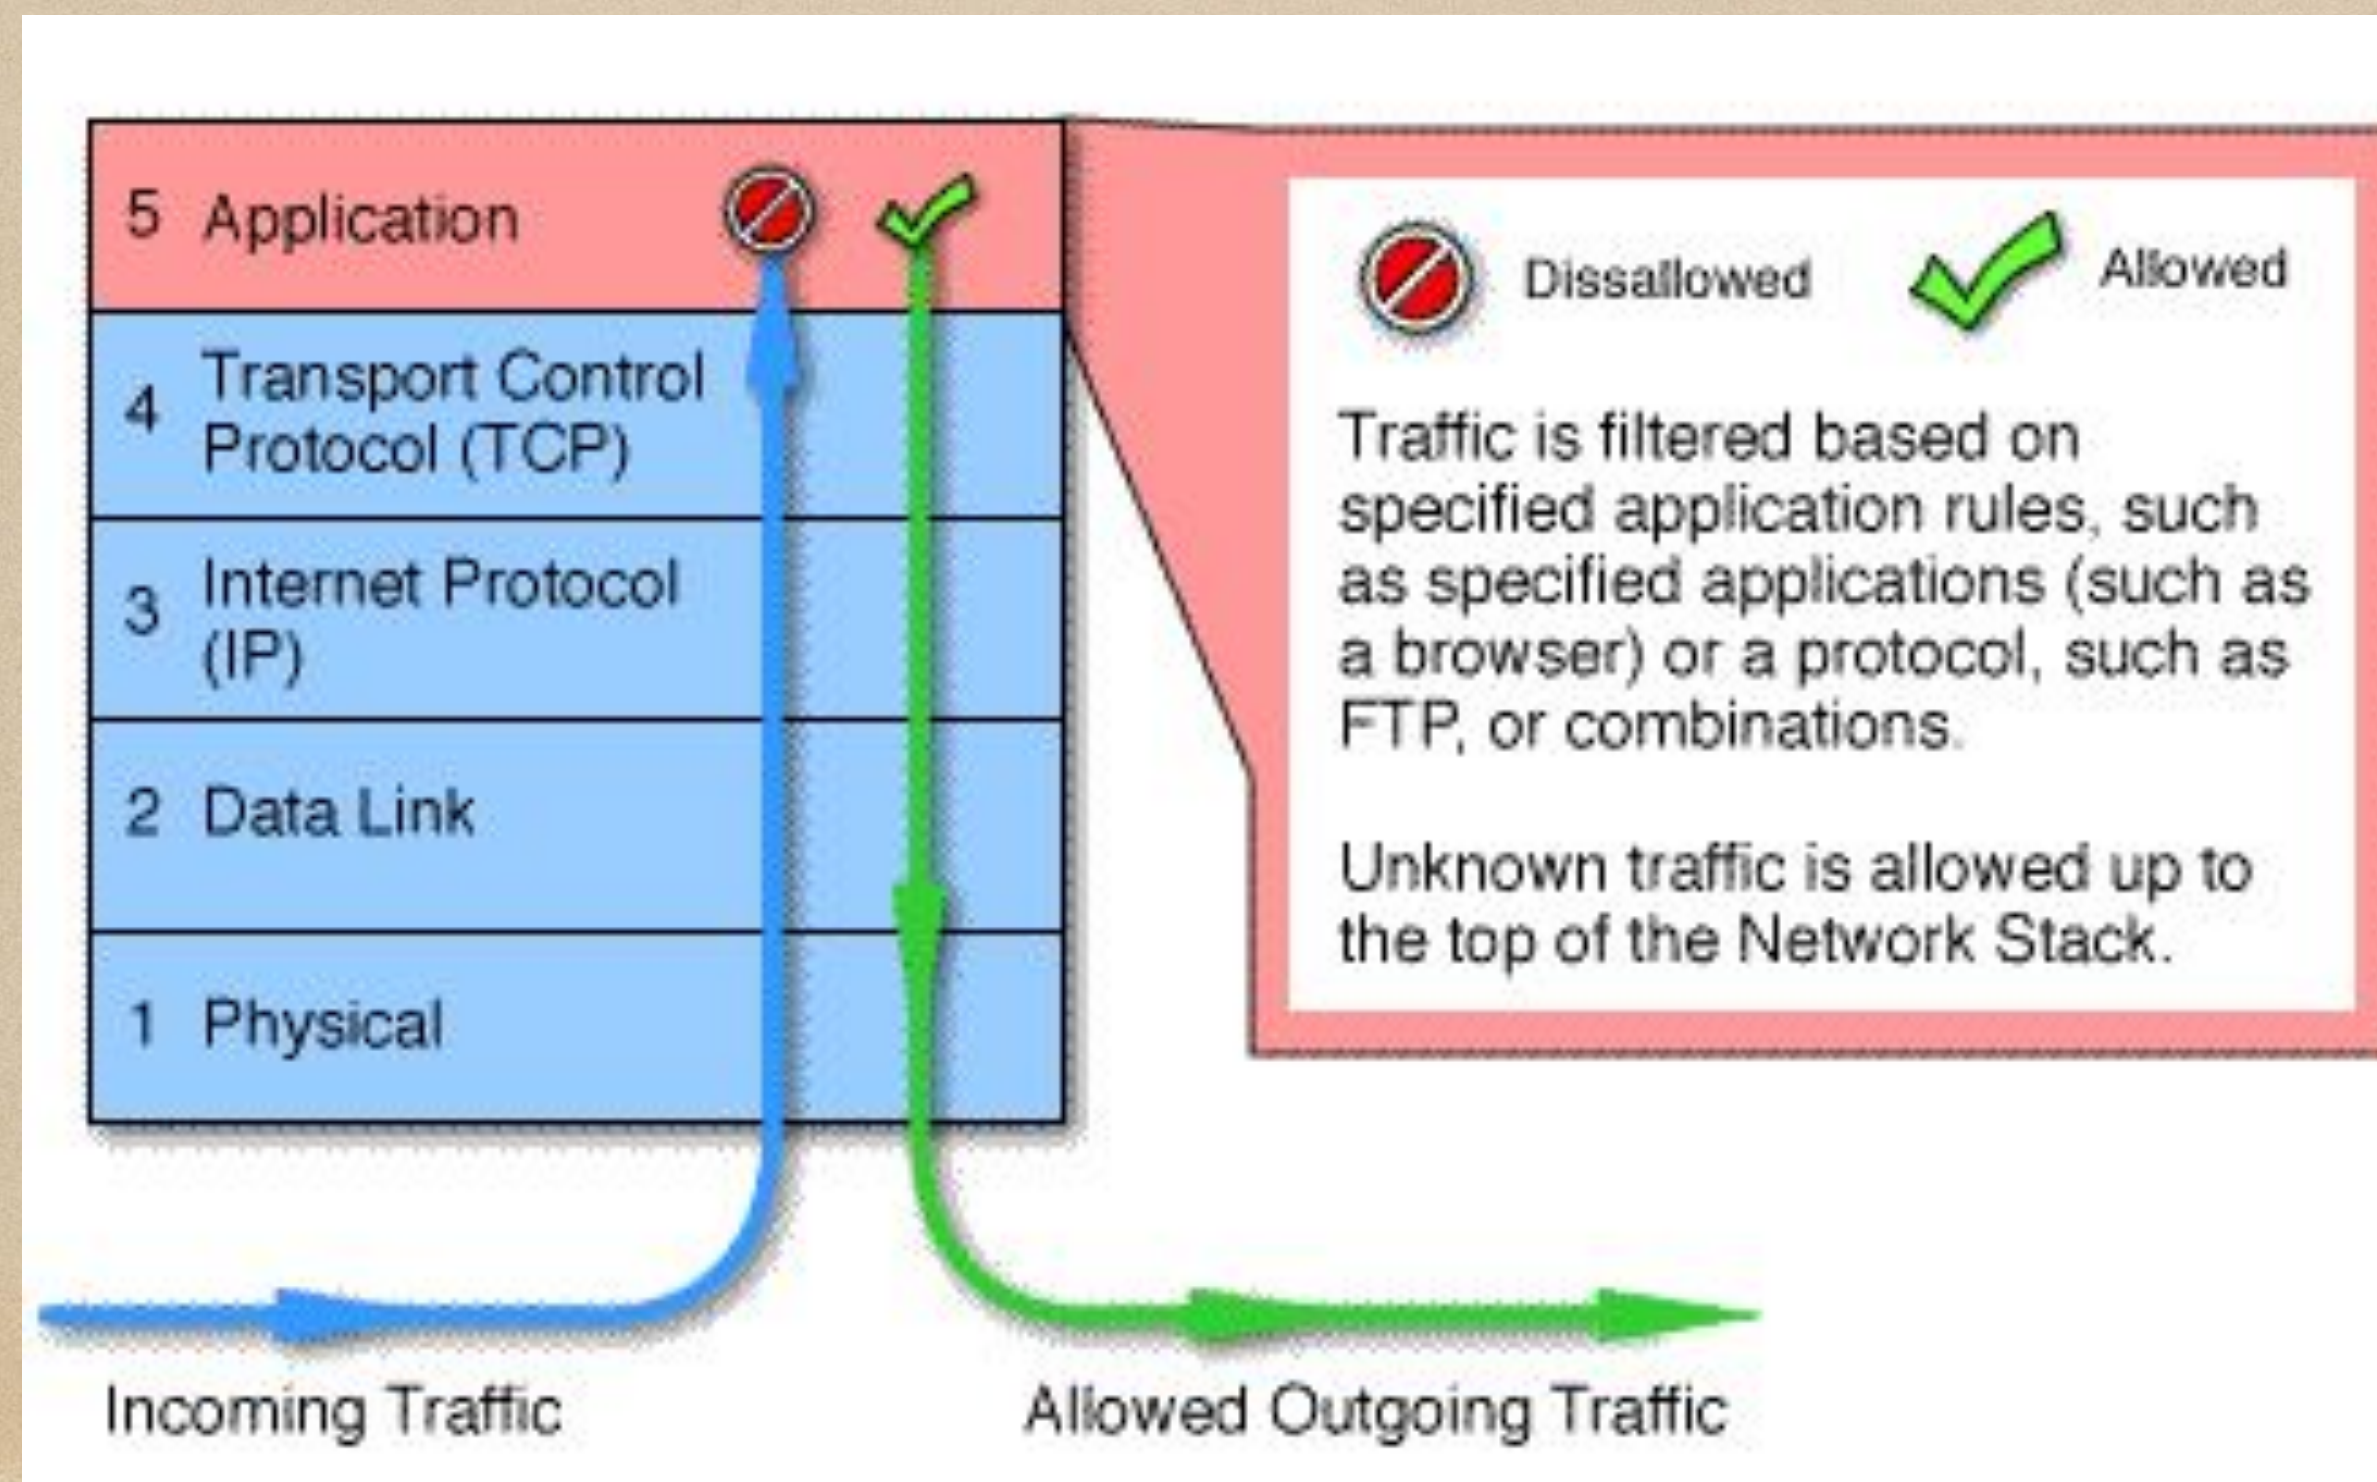 5 Application
4 Transport Control
Protocol (TCP)
3 Internet Protocol
(IP)
2 Data Link
1 Physical
Incoming Traffic
Allowed Outgoing Traffic
Dissallowed
Allowed
Traffic is filtered based on
specified application rules, such
as specified applications (such as
a browser) or a protocol, such as
FTP, or combinations.
Unknown traffic is allowed up to
the top of the Network Stack.